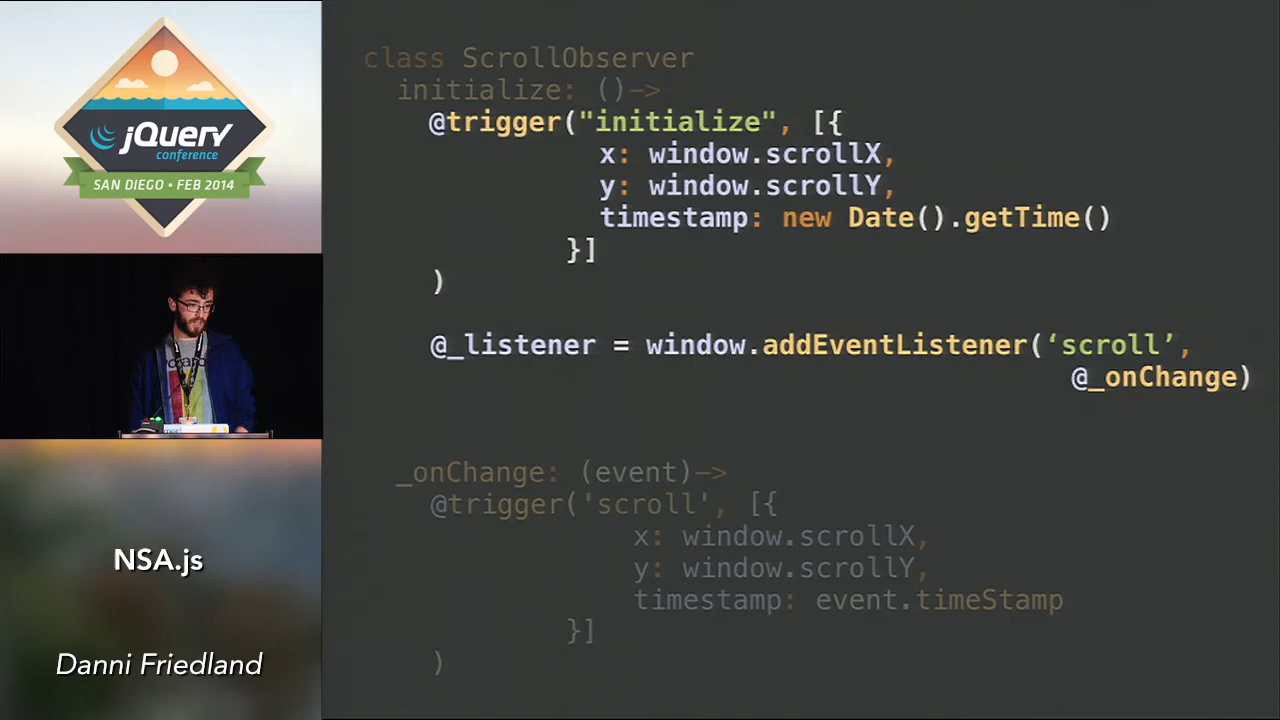 jQuery
conference
SAN DIEGO • FEB 2014
NSA.js
Danni Friedland
class ScrollObserver
initialize: ()->
@trigger("initialize", [{
x: window.scrollX,
y: window.scrollY,
timestamp: new Date().getTime()
}]
)
@_listener = window.addEventListener(‘scroll’,
@_onChange)
_onChange: (event)->
@trigger('scroll', [{
x: window.scrollX,
y: window.scrollY,
timestamp: event.timeStamp
}]
)